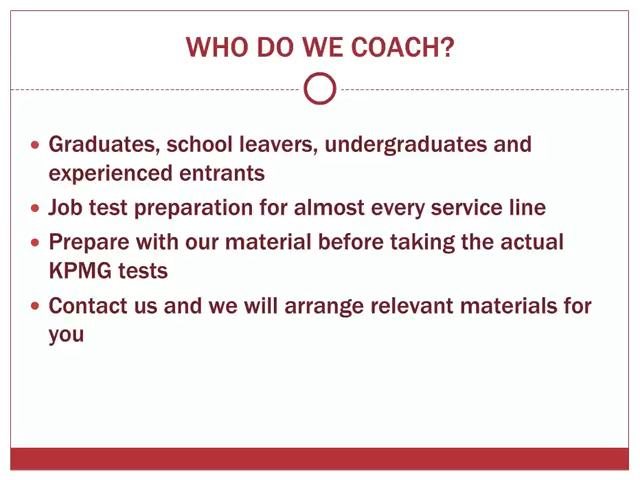 WHO DO WE COACH?
• Graduates, school leavers, undergraduates and
experienced entrants
• Job test preparation for almost every service line
• Prepare with our material before taking the actual
KPMG tests
• Contact us and we will arrange relevant materials for
you